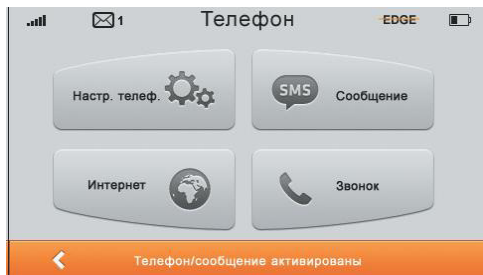 1 Телефон EDGE
Настр. телеф. SMS Сообщение
Интернет Звонок
Телефон/сообщение активированы